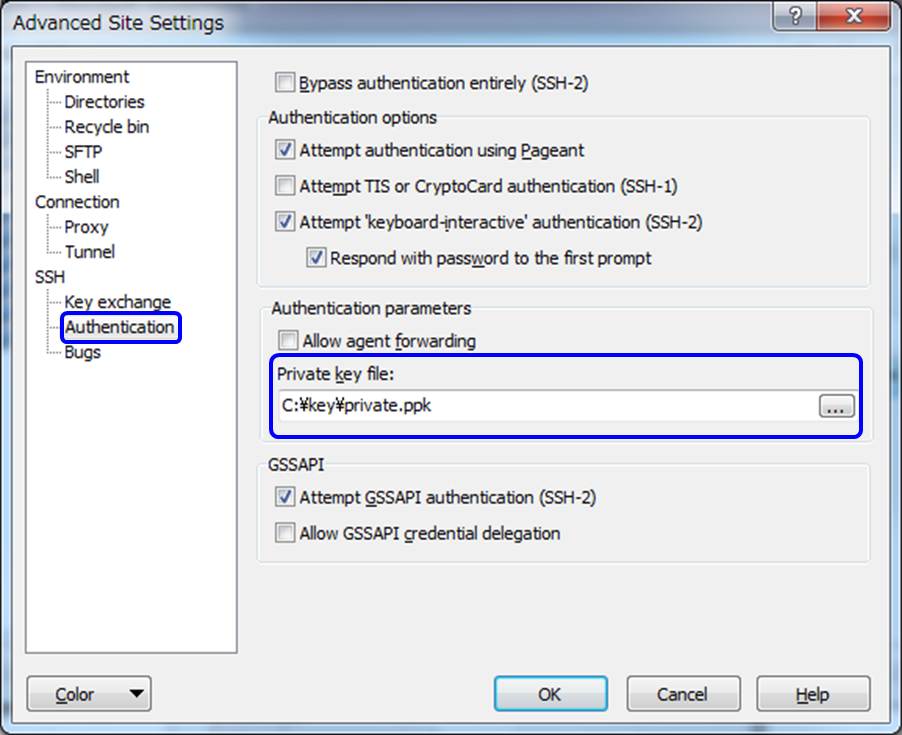 Advanced Site Settings
?
Environment
Directories
Recycle bin
SFTP
Shell
Connection
Proxy
Tunnel
SSH
Key exchange
Authentication
Bugs
Bypass authentication entirely (SSH-2)
Authentication options
Attempt authentication using Pageant
Attempt TIS or CryptoCard authentication (SSH-1)
Attempt 'keyboard-interactive' authentication (SSH-2)
Respond with password to the first prompt
Authentication parameters
Allow agent forwarding
Private key file:
C:¥key¥private.ppk
...
GSSAPI
Attempt GSSAPI authentication (SSH-2)
Allow GSSAPI credential delegation
Color
OK
Cancel
Help